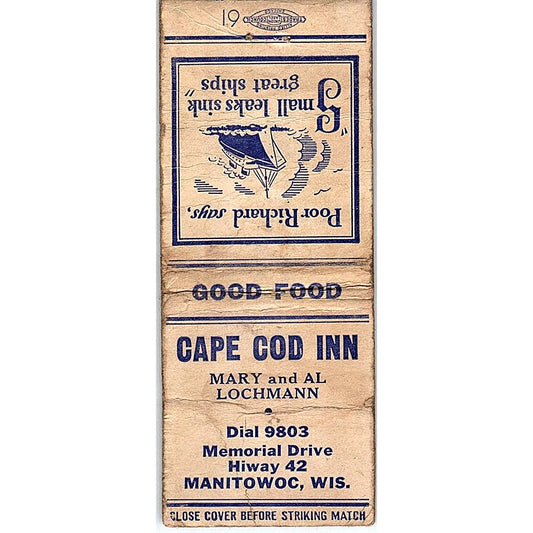 19
Poor Richard says,
"Small leaks sink
great ships"
GOOD FOOD
CAPE COD INN
MARY and AL
LOCHMANN
Dial 9803
Memorial Drive
Hiway 42
MANITOWOC, WIS.
CLOSE COVER BEFORE STRIKING MATCH